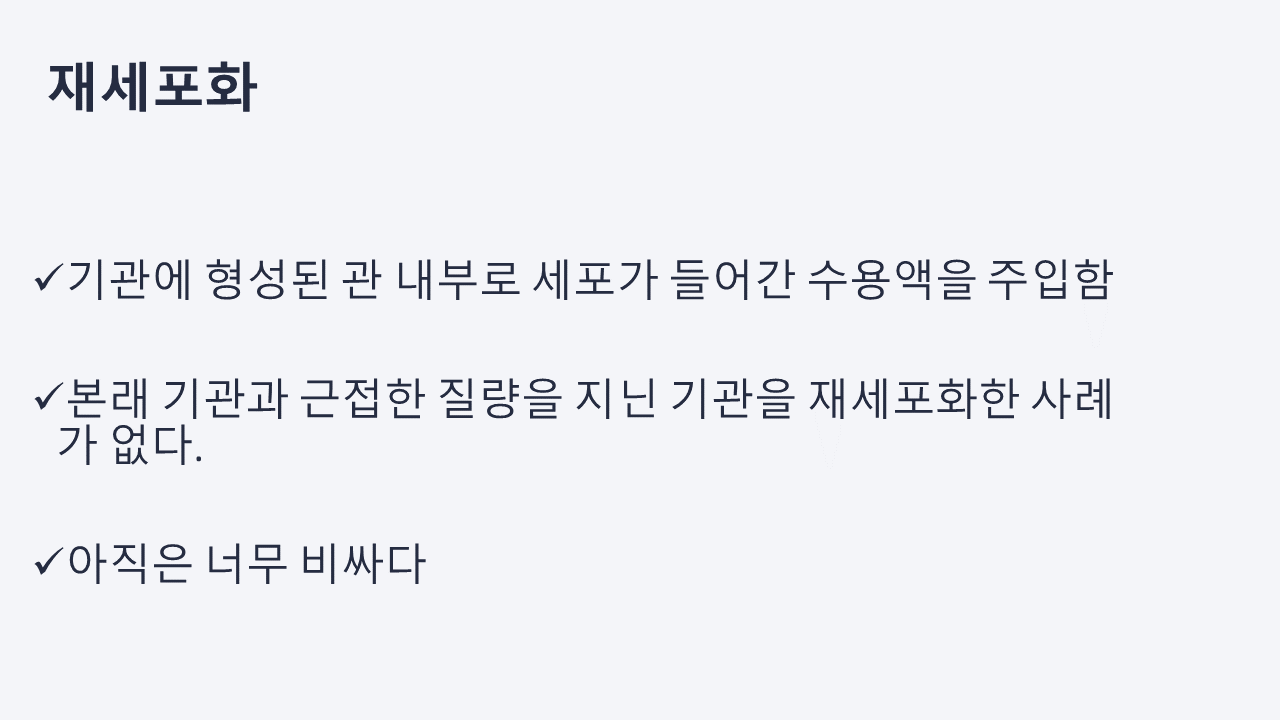 재세포화
✓기관에 형성된 관 내부로 세포가 들어간 수용액을 주입함
✓본래 기관과 근접한 질량을 지닌 기관을 재세포화한 사례
가 없다.
✓아직은 너무 비싸다